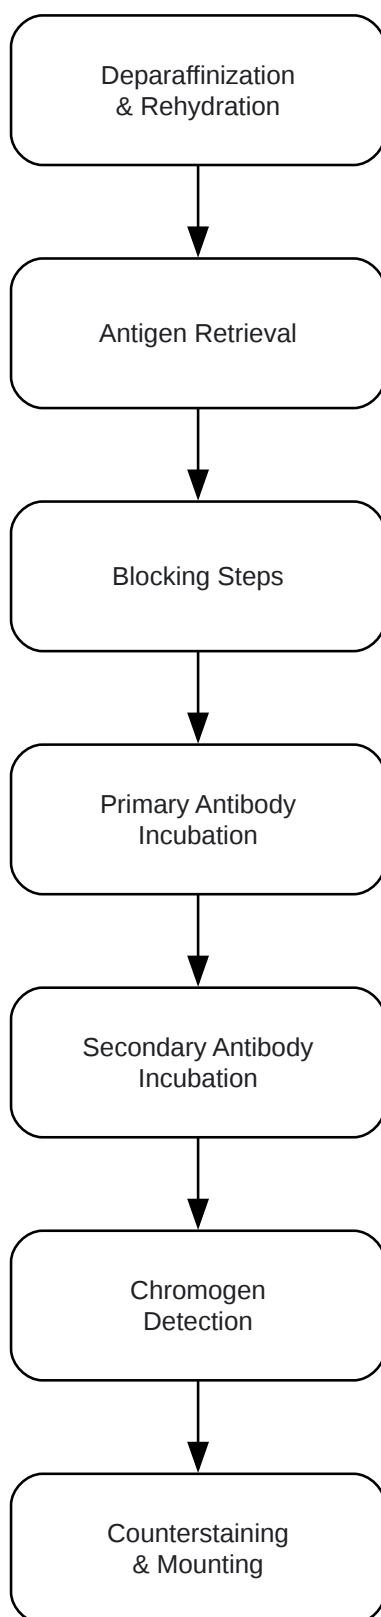 Deparaffinization
& Rehydration
Antigen Retrieval
Blocking Steps
Primary Antibody
Incubation
Secondary Antibody
Incubation
Chromogen
Detection
Counterstaining
& Mounting